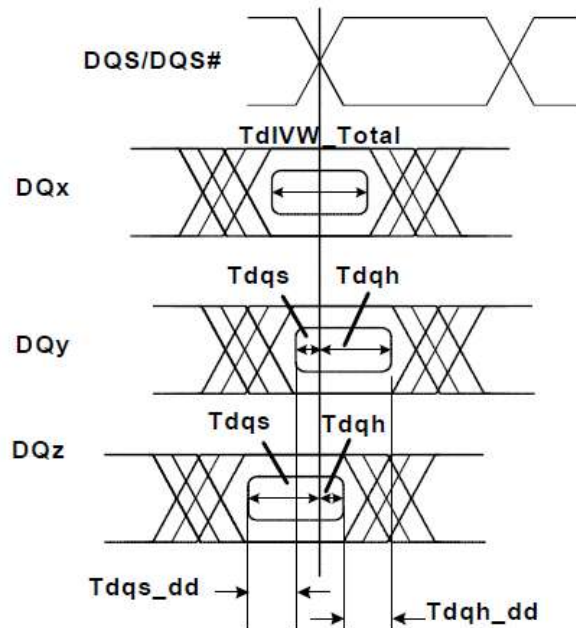 DQS/DQS#
TdIVW_Total
DQx
Tdqs Tdqh
DQy
Tdqs Tdqh
DQz
Tdqs_dd
Tdqh_dd